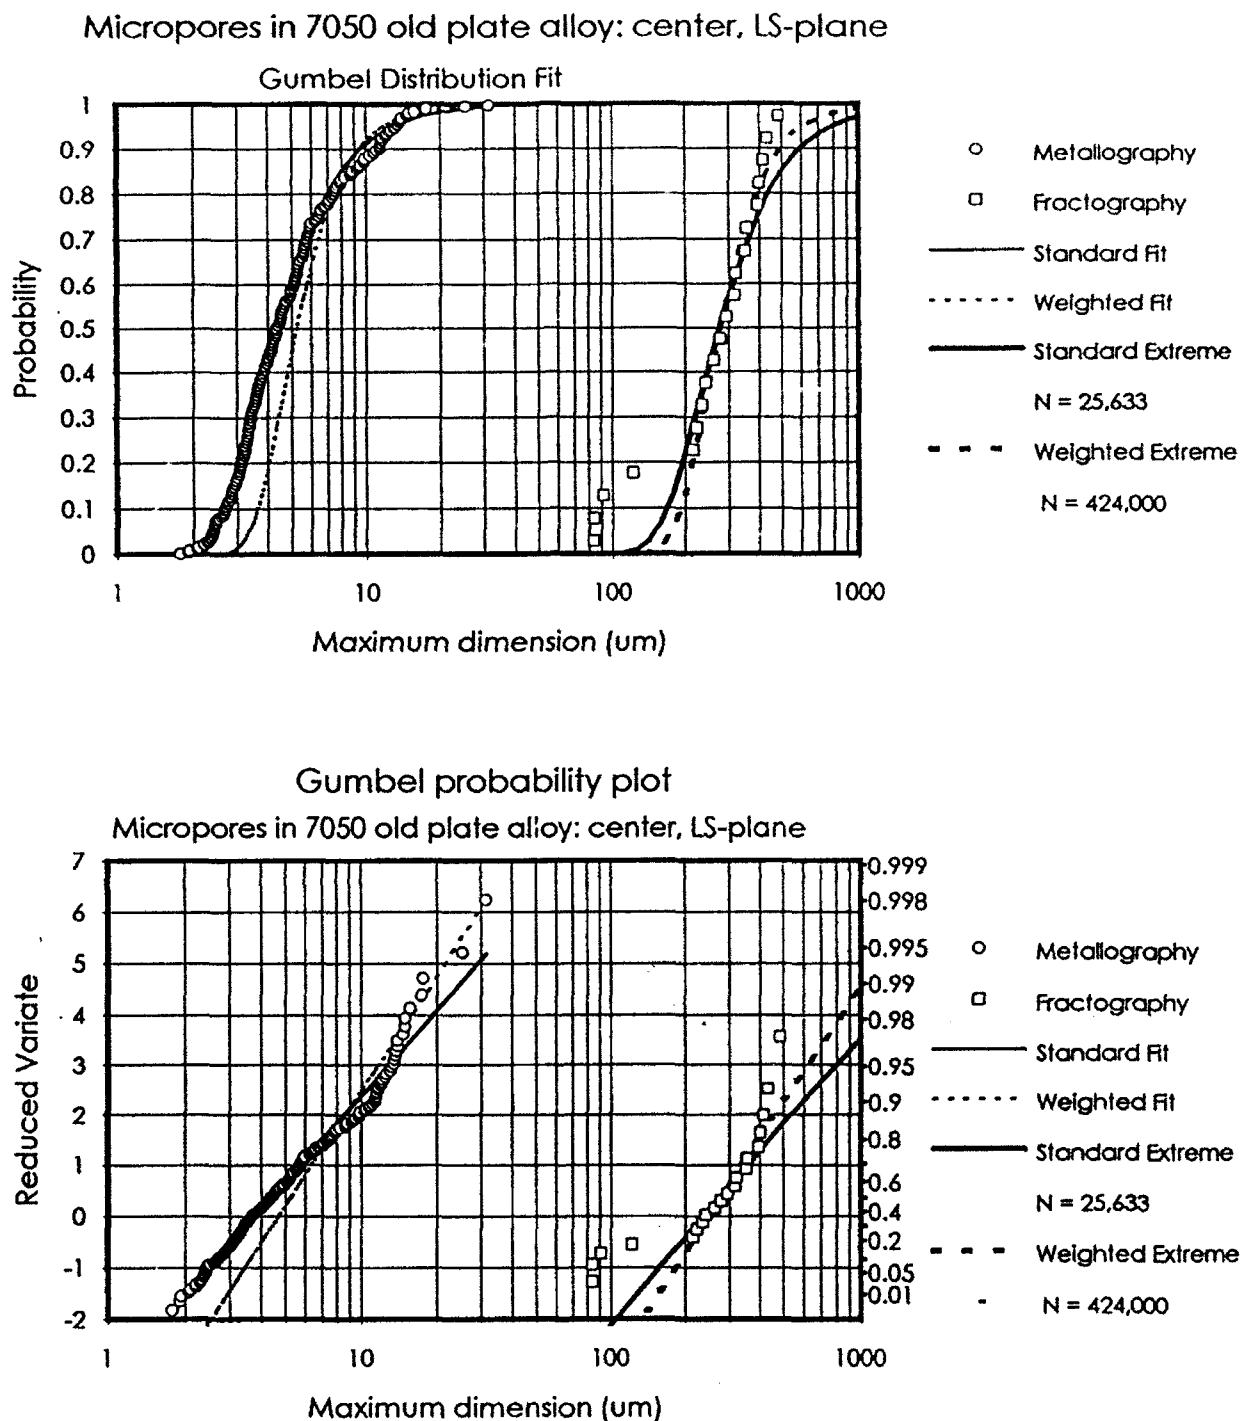 Micropores in 7050 old plate alloy: center, LS-plane
Gumbel Distribution Fit
1
0.9
0.8
0.7
0.6
0.5
0.4
0.3
0.2
0.1
0
Probability
1 10 100 1000
Maximum dimension (um)
Metallography
Fractography
Standard Fit
Weighted Fit
Standard Extreme
N = 25,633
Weighted Extreme
N = 424,000
Gumbel probability plot
Micropores in 7050 old plate alloy: center, LS-plane
7
6
5
4
3
2
1
0
-1
-2
Reduced Variate
0.999
0.998
0.995
0.99
0.98
0.95
0.9
0.8
0.6
0.4
0.2
0.05
0.01
1 10 100 1000
Maximum dimension (um)
Metallography
Fractography
Standard Fit
Weighted Fit
Standard Extreme
N = 25,633
Weighted Extreme
N = 424,000